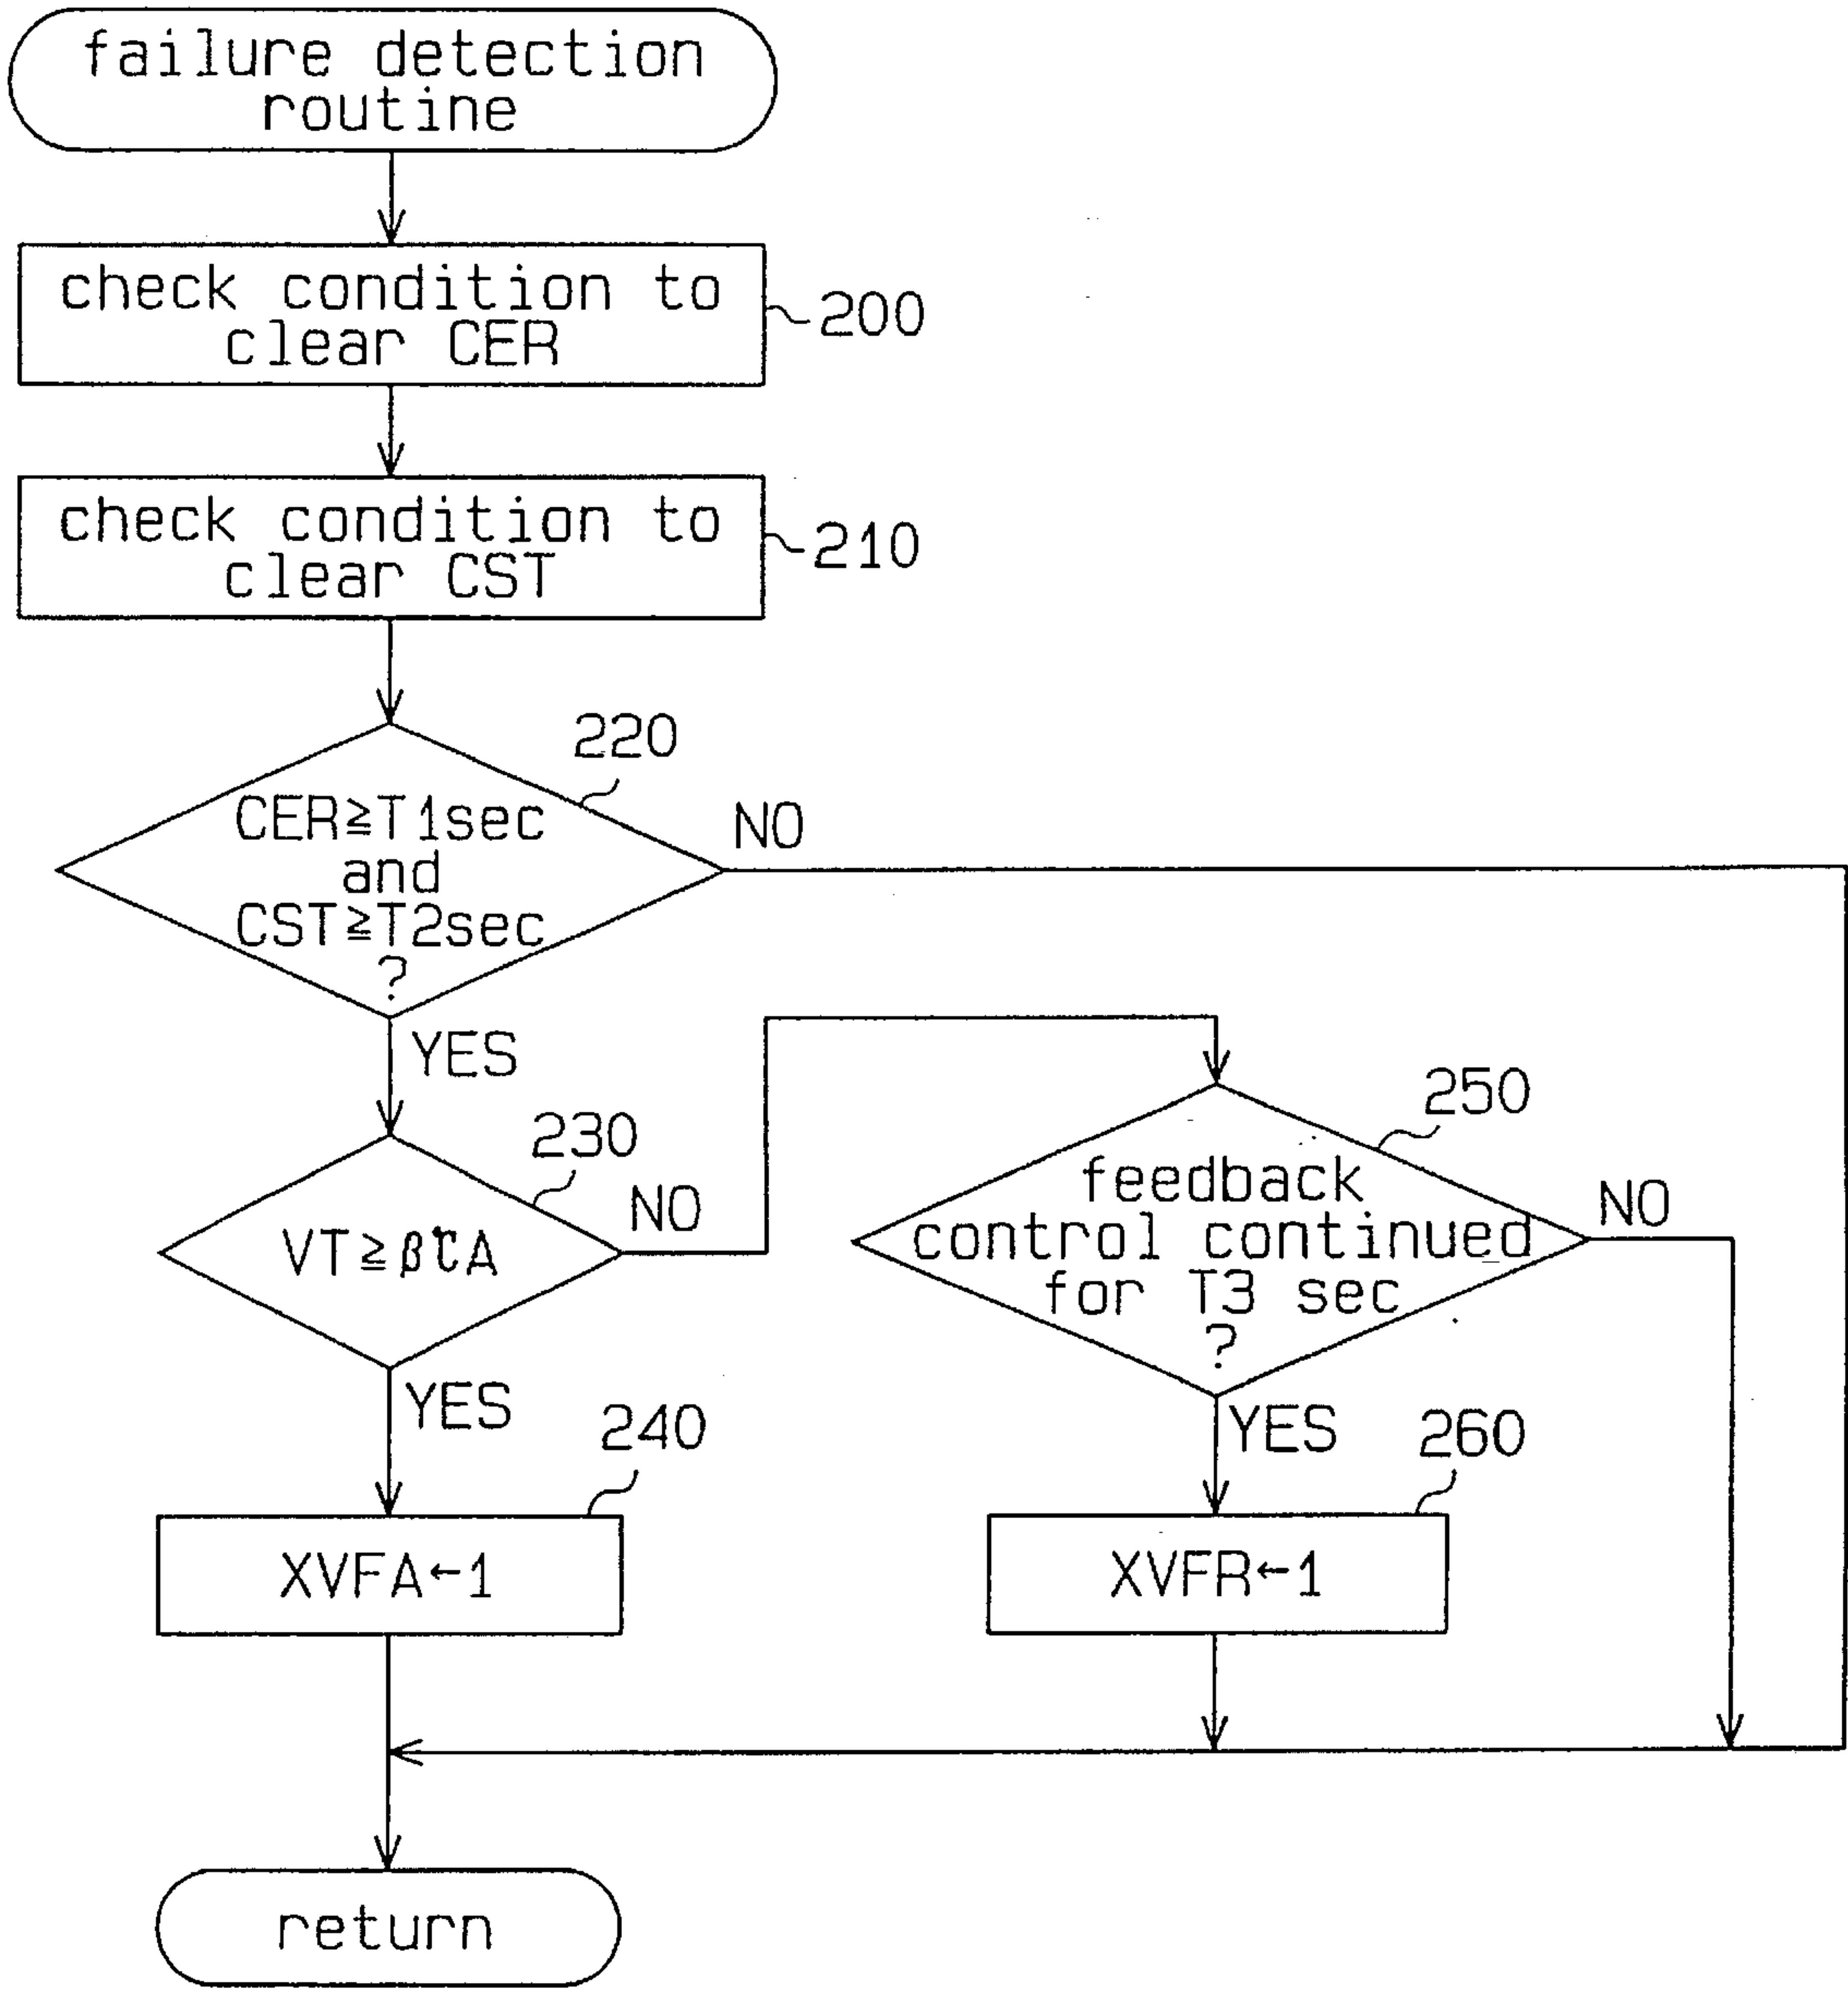 failure detection
routine
check condition to
clear CER
200
check condition to
clear CST
210
220
CER≧T1sec
and
CST≧T2sec
?
NO
YES
230
VT≧βτA
NO
YES
250
feedback
control continued
for T3 sec
?
NO
YES
240
XVFA←1
260
XVFR←1
return